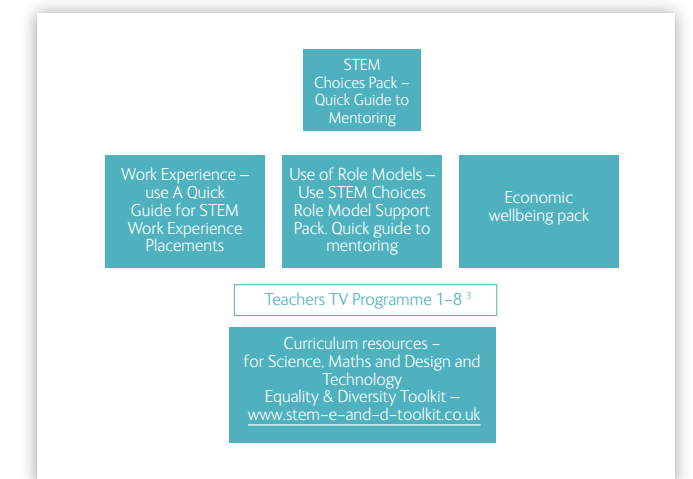 STEM
Choices Pack –
Quick Guide to
Mentoring
Work Experience –
use A Quick
Guide for STEM
Work Experience
Placements
Use of Role Models –
Use STEM Choices
Role Model Support
Pack. Quick guide to
mentoring
Economic
wellbeing pack
Teachers TV Programme 1–8 ³
Curriculum resources –
for Science, Maths and Design and
Technology
Equality & Diversity Toolkit –
www.stem–e–and–d–toolkit.co.uk